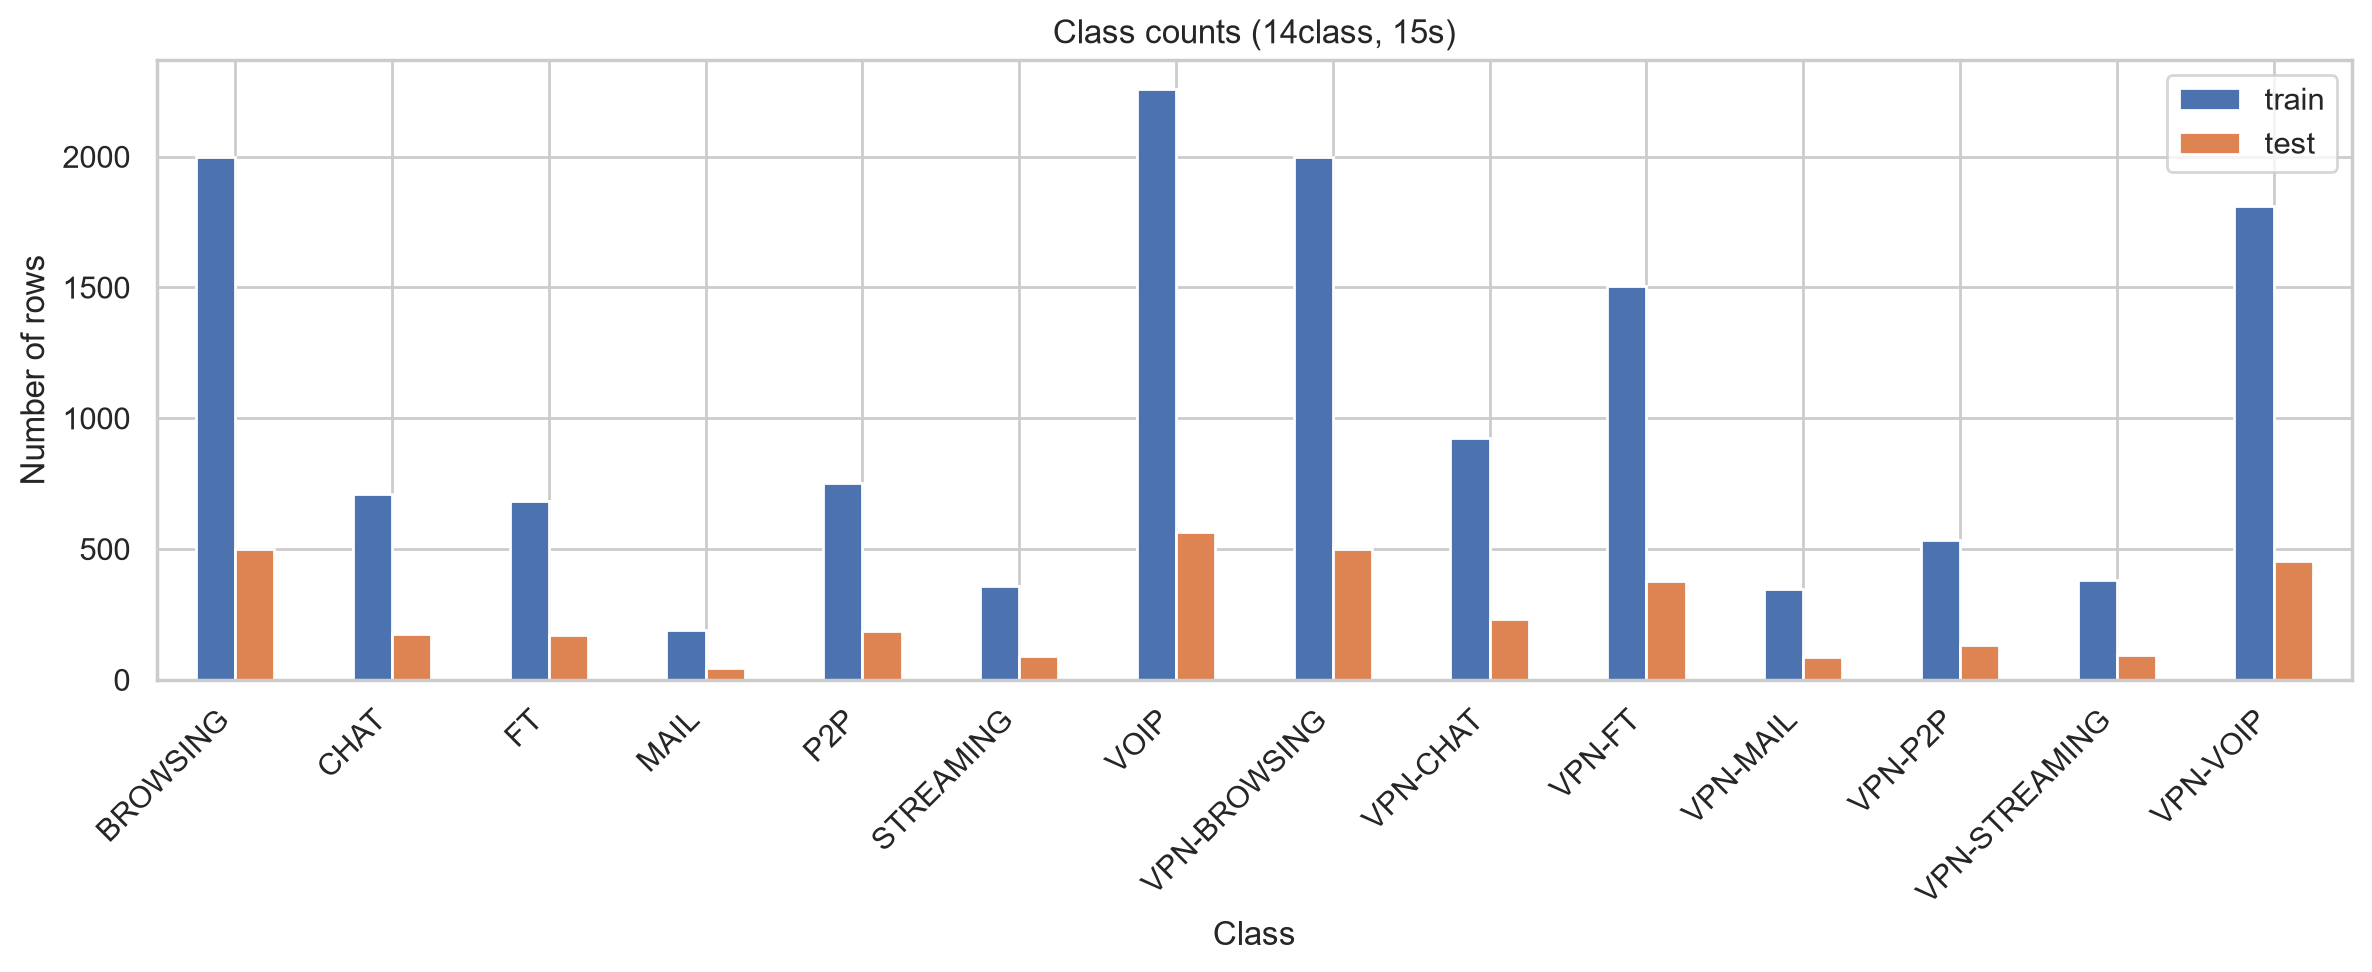 Class counts (14class, 15s)
train
test
Number of rows
2000
1500
1000
500
0
BROWSING
CHAT
FT
MAIL
P2P
STREAMING
VOIP
VPN-BROWSING
VPN-CHAT
VPN-FT
VPN-MAIL
VPN-P2P
VPN-STREAMING
VPN-VOIP
Class